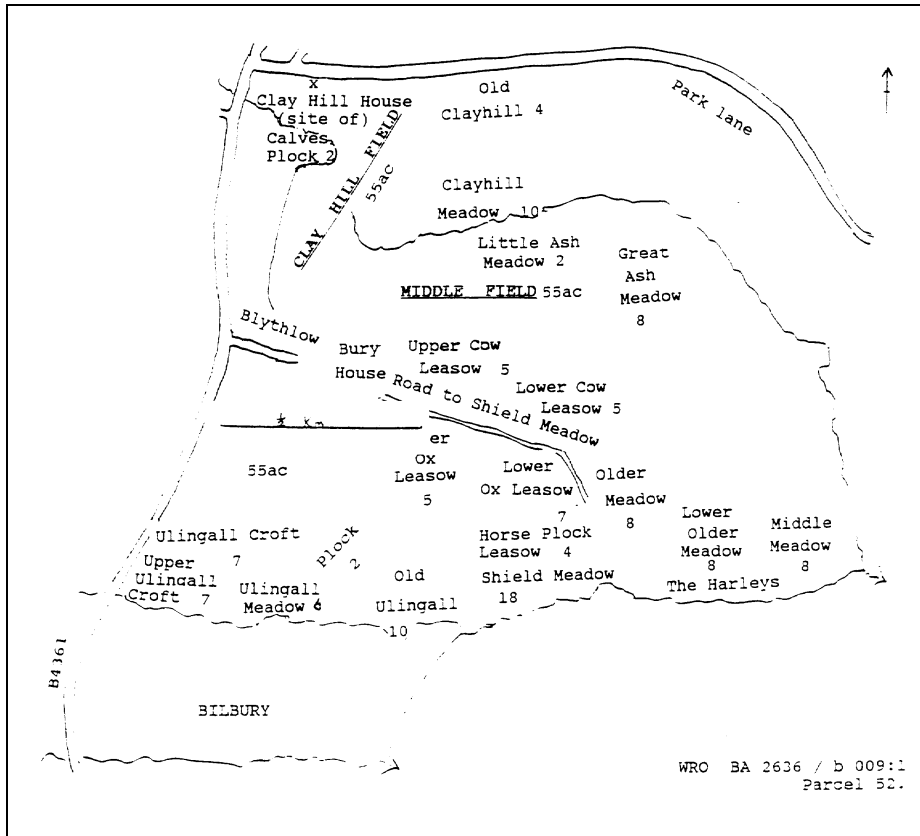 x
Clay Hill House
(site of)
Calves
Plock 2
CLAY HILL FIELD
55ac
Old
Clayhill 4
Park lane
Clayhill
Meadow 10
Little Ash
Meadow 2
Great
Ash
Meadow
8
MIDDLE FIELD 55ac
Blythlow
Bury
House
Upper Cow
Leasow 5
Road to Shield Meadow
Lower Cow
Leasow 5
½ km
er
Ox
Leasow
5
55ac
Lower
Ox Leasow
7
Older
Meadow
8
Lower
Older
Meadow
8
Middle
Meadow
8
Ulingall Croft
7
Plock
2
Horse Plock
Leasow 4
Upper
Ulingall
Croft 7
Ulingall
Meadow 6
Old
Ulingall
10
Shield Meadow
18
The Harleys
B4361
BILBURY
WRO BA 2636 / b 009:1
Parcel 52.